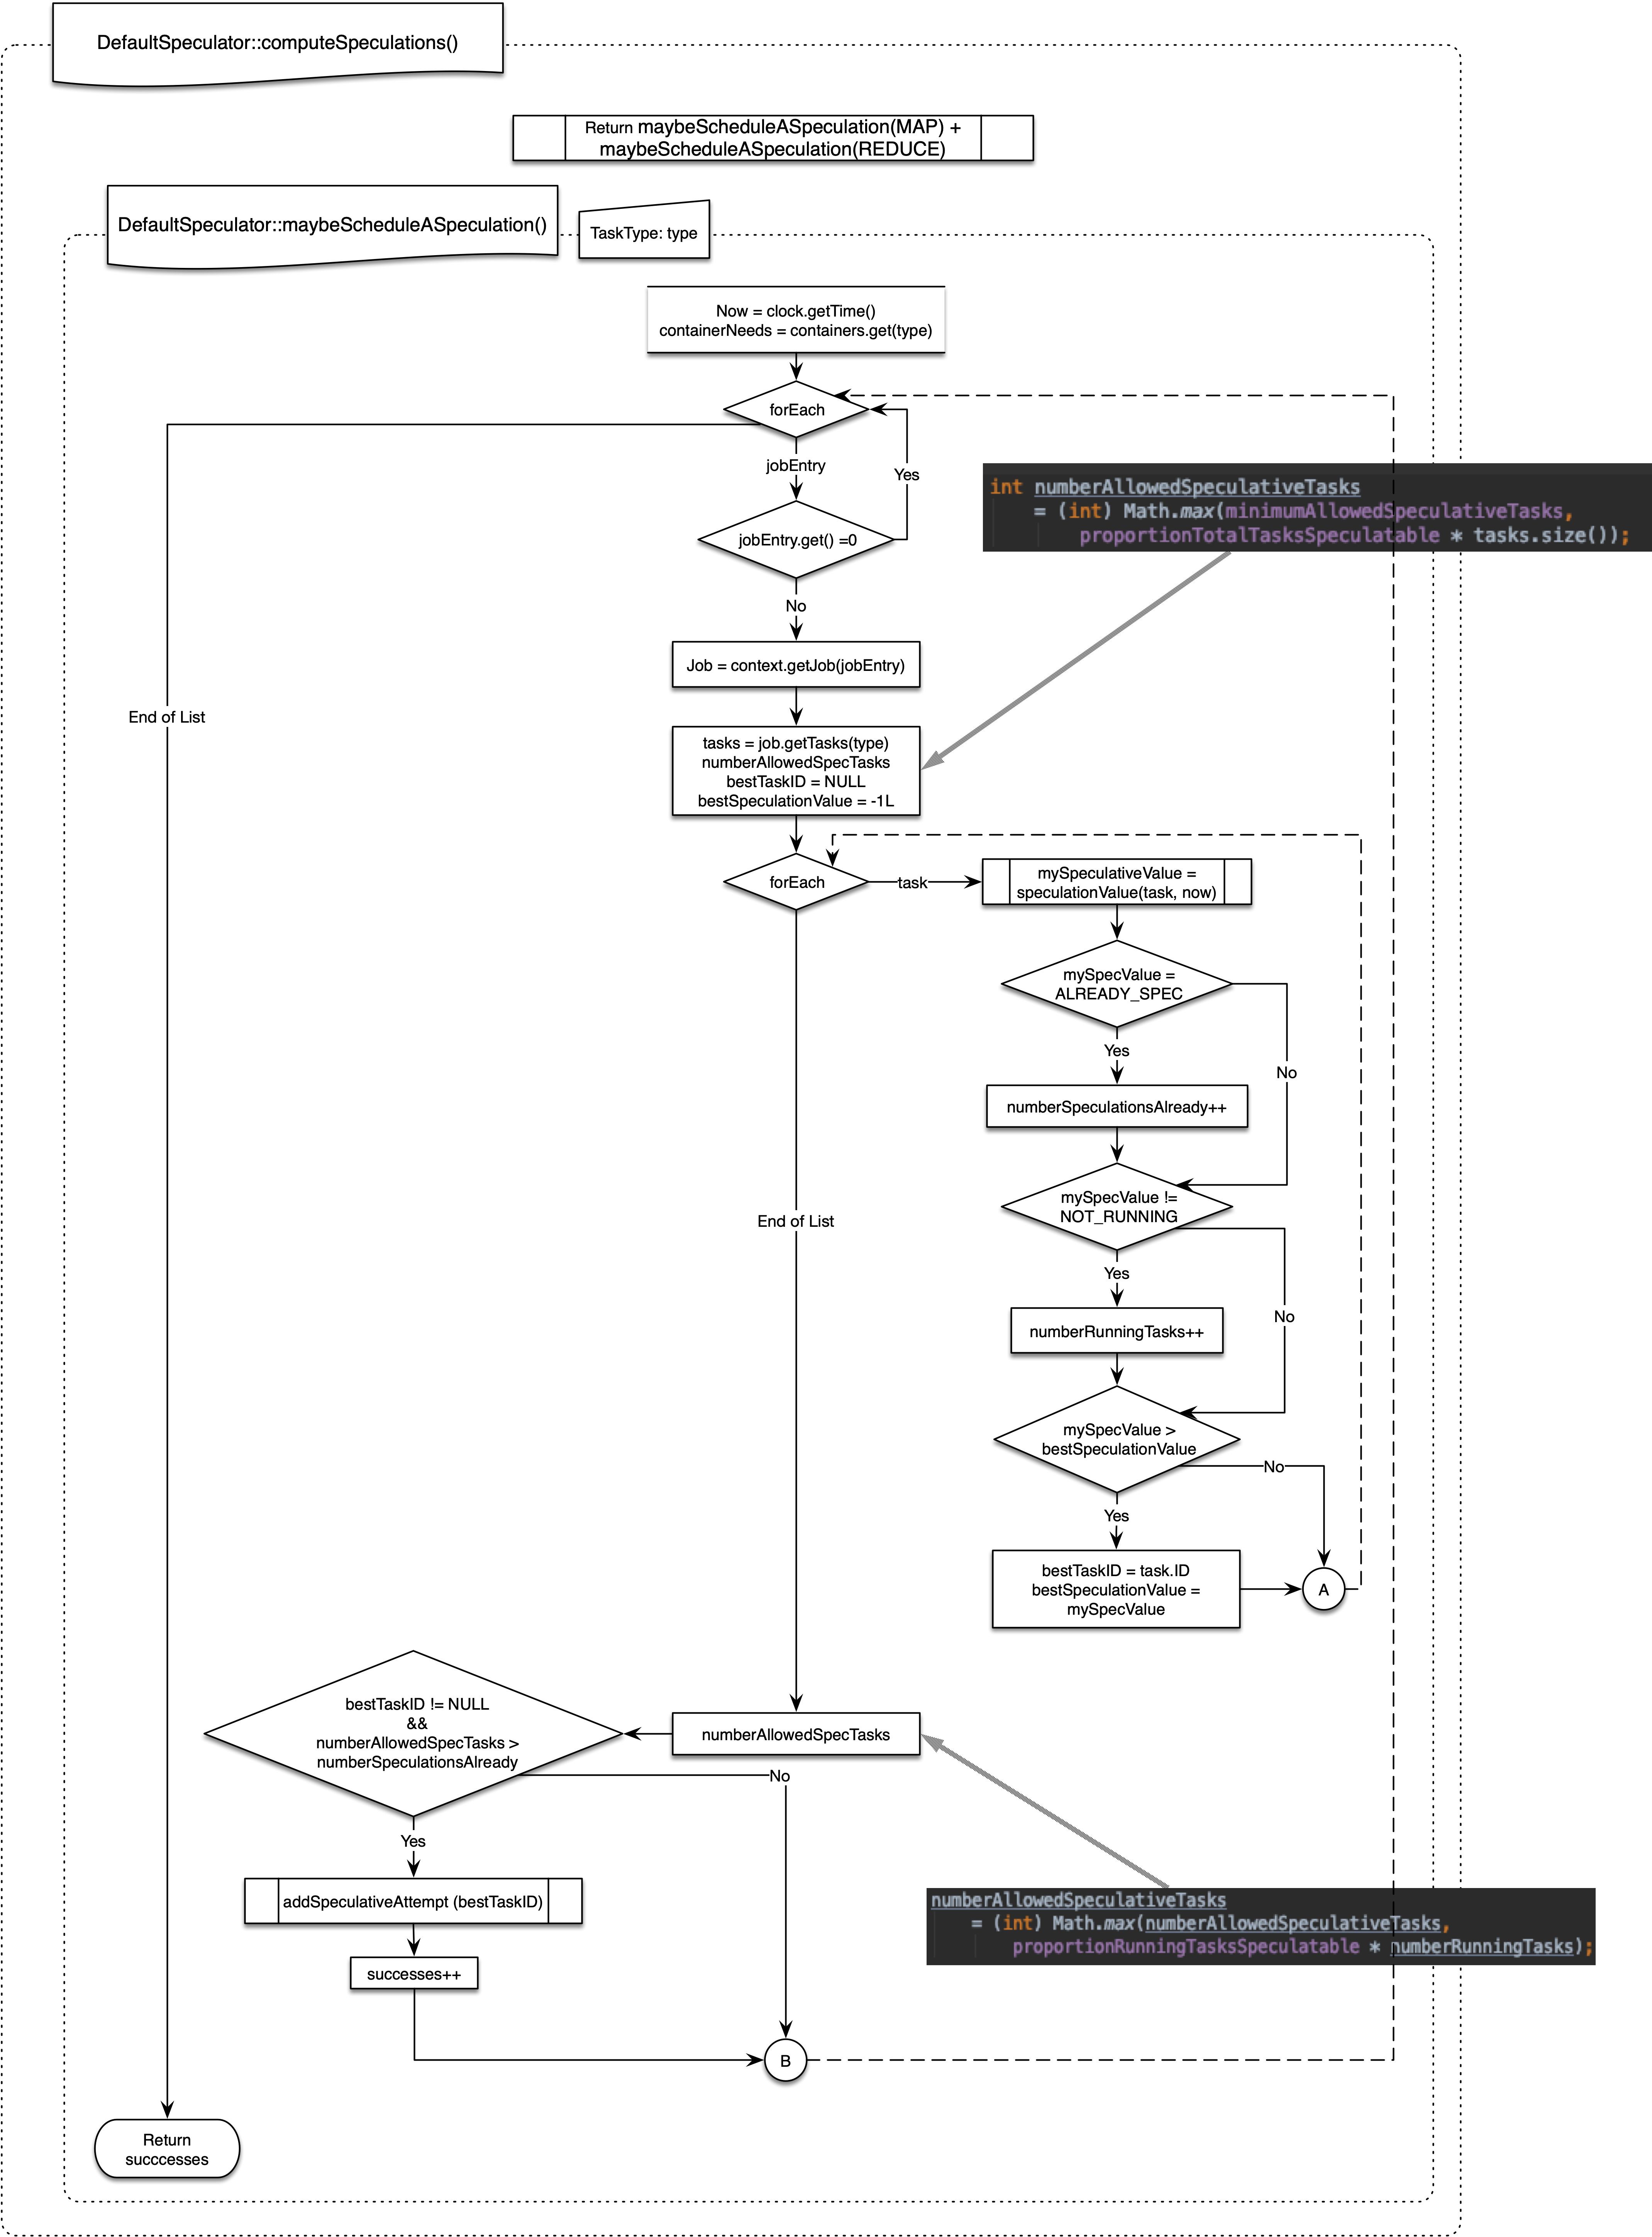 DefaultSpeculator::computeSpeculations()
Return maybeScheduleASpeculation(MAP) +
maybeScheduleASpeculation(REDUCE)
DefaultSpeculator::maybeScheduleASpeculation()
TaskType: type
Now = clock.getTime()
containerNeeds = containers.get(type)
forEach
jobEntry
Yes
jobEntry.get() =0
int numberAllowedSpeculativeTasks
= (int) Math.max(minimumAllowedSpeculativeTasks,
proportionTotalTasksSpeculatable * tasks.size());
No
Job = context.getJob(jobEntry)
End of List
tasks = job.getTasks(type)
numberAllowedSpecTasks
bestTaskID = NULL
bestSpeculationValue = -1L
forEach
task
mySpeculativeValue =
speculationValue(task, now)
mySpecValue =
ALREADY_SPEC
Yes
No
numberSpeculationsAlready++
mySpecValue !=
NOT_RUNNING
End of List
Yes
No
numberRunningTasks++
mySpecValue >
bestSpeculationValue
No
Yes
bestTaskID = task.ID
bestSpeculationValue =
mySpecValue
A
bestTaskID != NULL
&&
numberAllowedSpecTasks >
numberSpeculationsAlready
numberAllowedSpecTasks
No
Yes
addSpeculativeAttempt (bestTaskID)
numberAllowedSpeculativeTasks
= (int) Math.max(numberAllowedSpeculativeTasks,
proportionRunningTasksSpeculatable * numberRunningTasks);
successes++
B
Return
succcesses